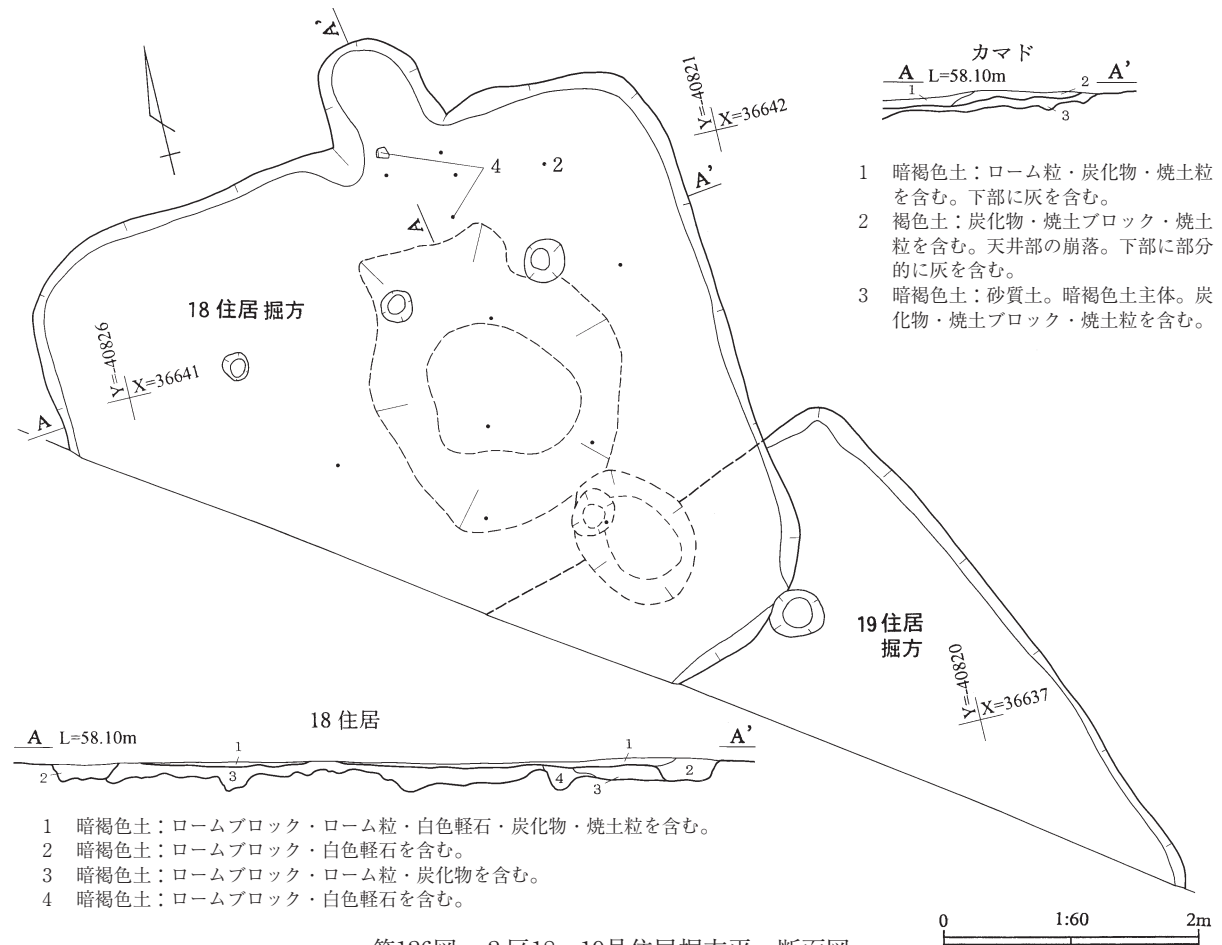 A'
Y=-40821
X=36642
A'
4
2
A
18 住居 掘方
Y=-40826
X=36641
A
19 住居
掘方
Y=-40820
X=36637
カマド
A L=58.10m A'
1
2
3
1 暗褐色土：ローム粒・炭化物・焼土粒
を含む。下部に灰を含む。
2 褐色土：炭化物・焼土ブロック・焼土
粒を含む。天井部の崩落。下部に部分
的に灰を含む。
3 暗褐色土：砂質土。暗褐色土主体。炭
化物・焼土ブロック・焼土粒を含む。
18 住居
A L=58.10m A'
1 1
2 3 4 3 2
1 暗褐色土：ロームブロック・ローム粒・白色軽石・炭化物・焼土粒を含む。
2 暗褐色土：ロームブロック・白色軽石を含む。
3 暗褐色土：ロームブロック・ローム粒・炭化物を含む。
4 暗褐色土：ロームブロック・白色軽石を含む。
0 1:60 2m